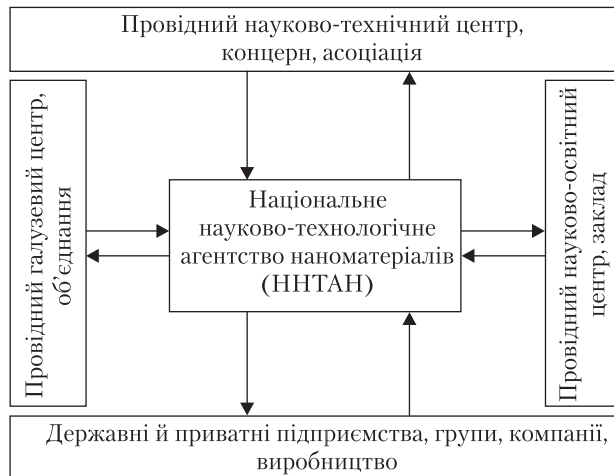 Провідний науково-технічний центр,
концерн, асоціація
Провідний галузевий центр,
об’єднання
Національне
науково-технологічне
агентство наноматеріалів
(ННТАН)
Провідний науково-освітний
центр, заклад
Державні й приватні підприємства, групи, компанії,
виробництво